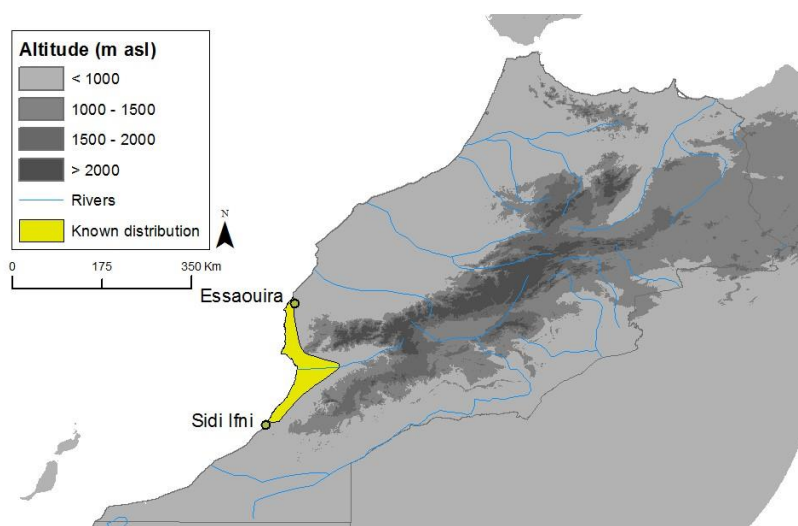 Altitude (m asl)
< 1000
1000 - 1500
1500 - 2000
> 2000
Rivers
Known distribution
N
0 175 350 Km
Essaouira
Sidi Ifni